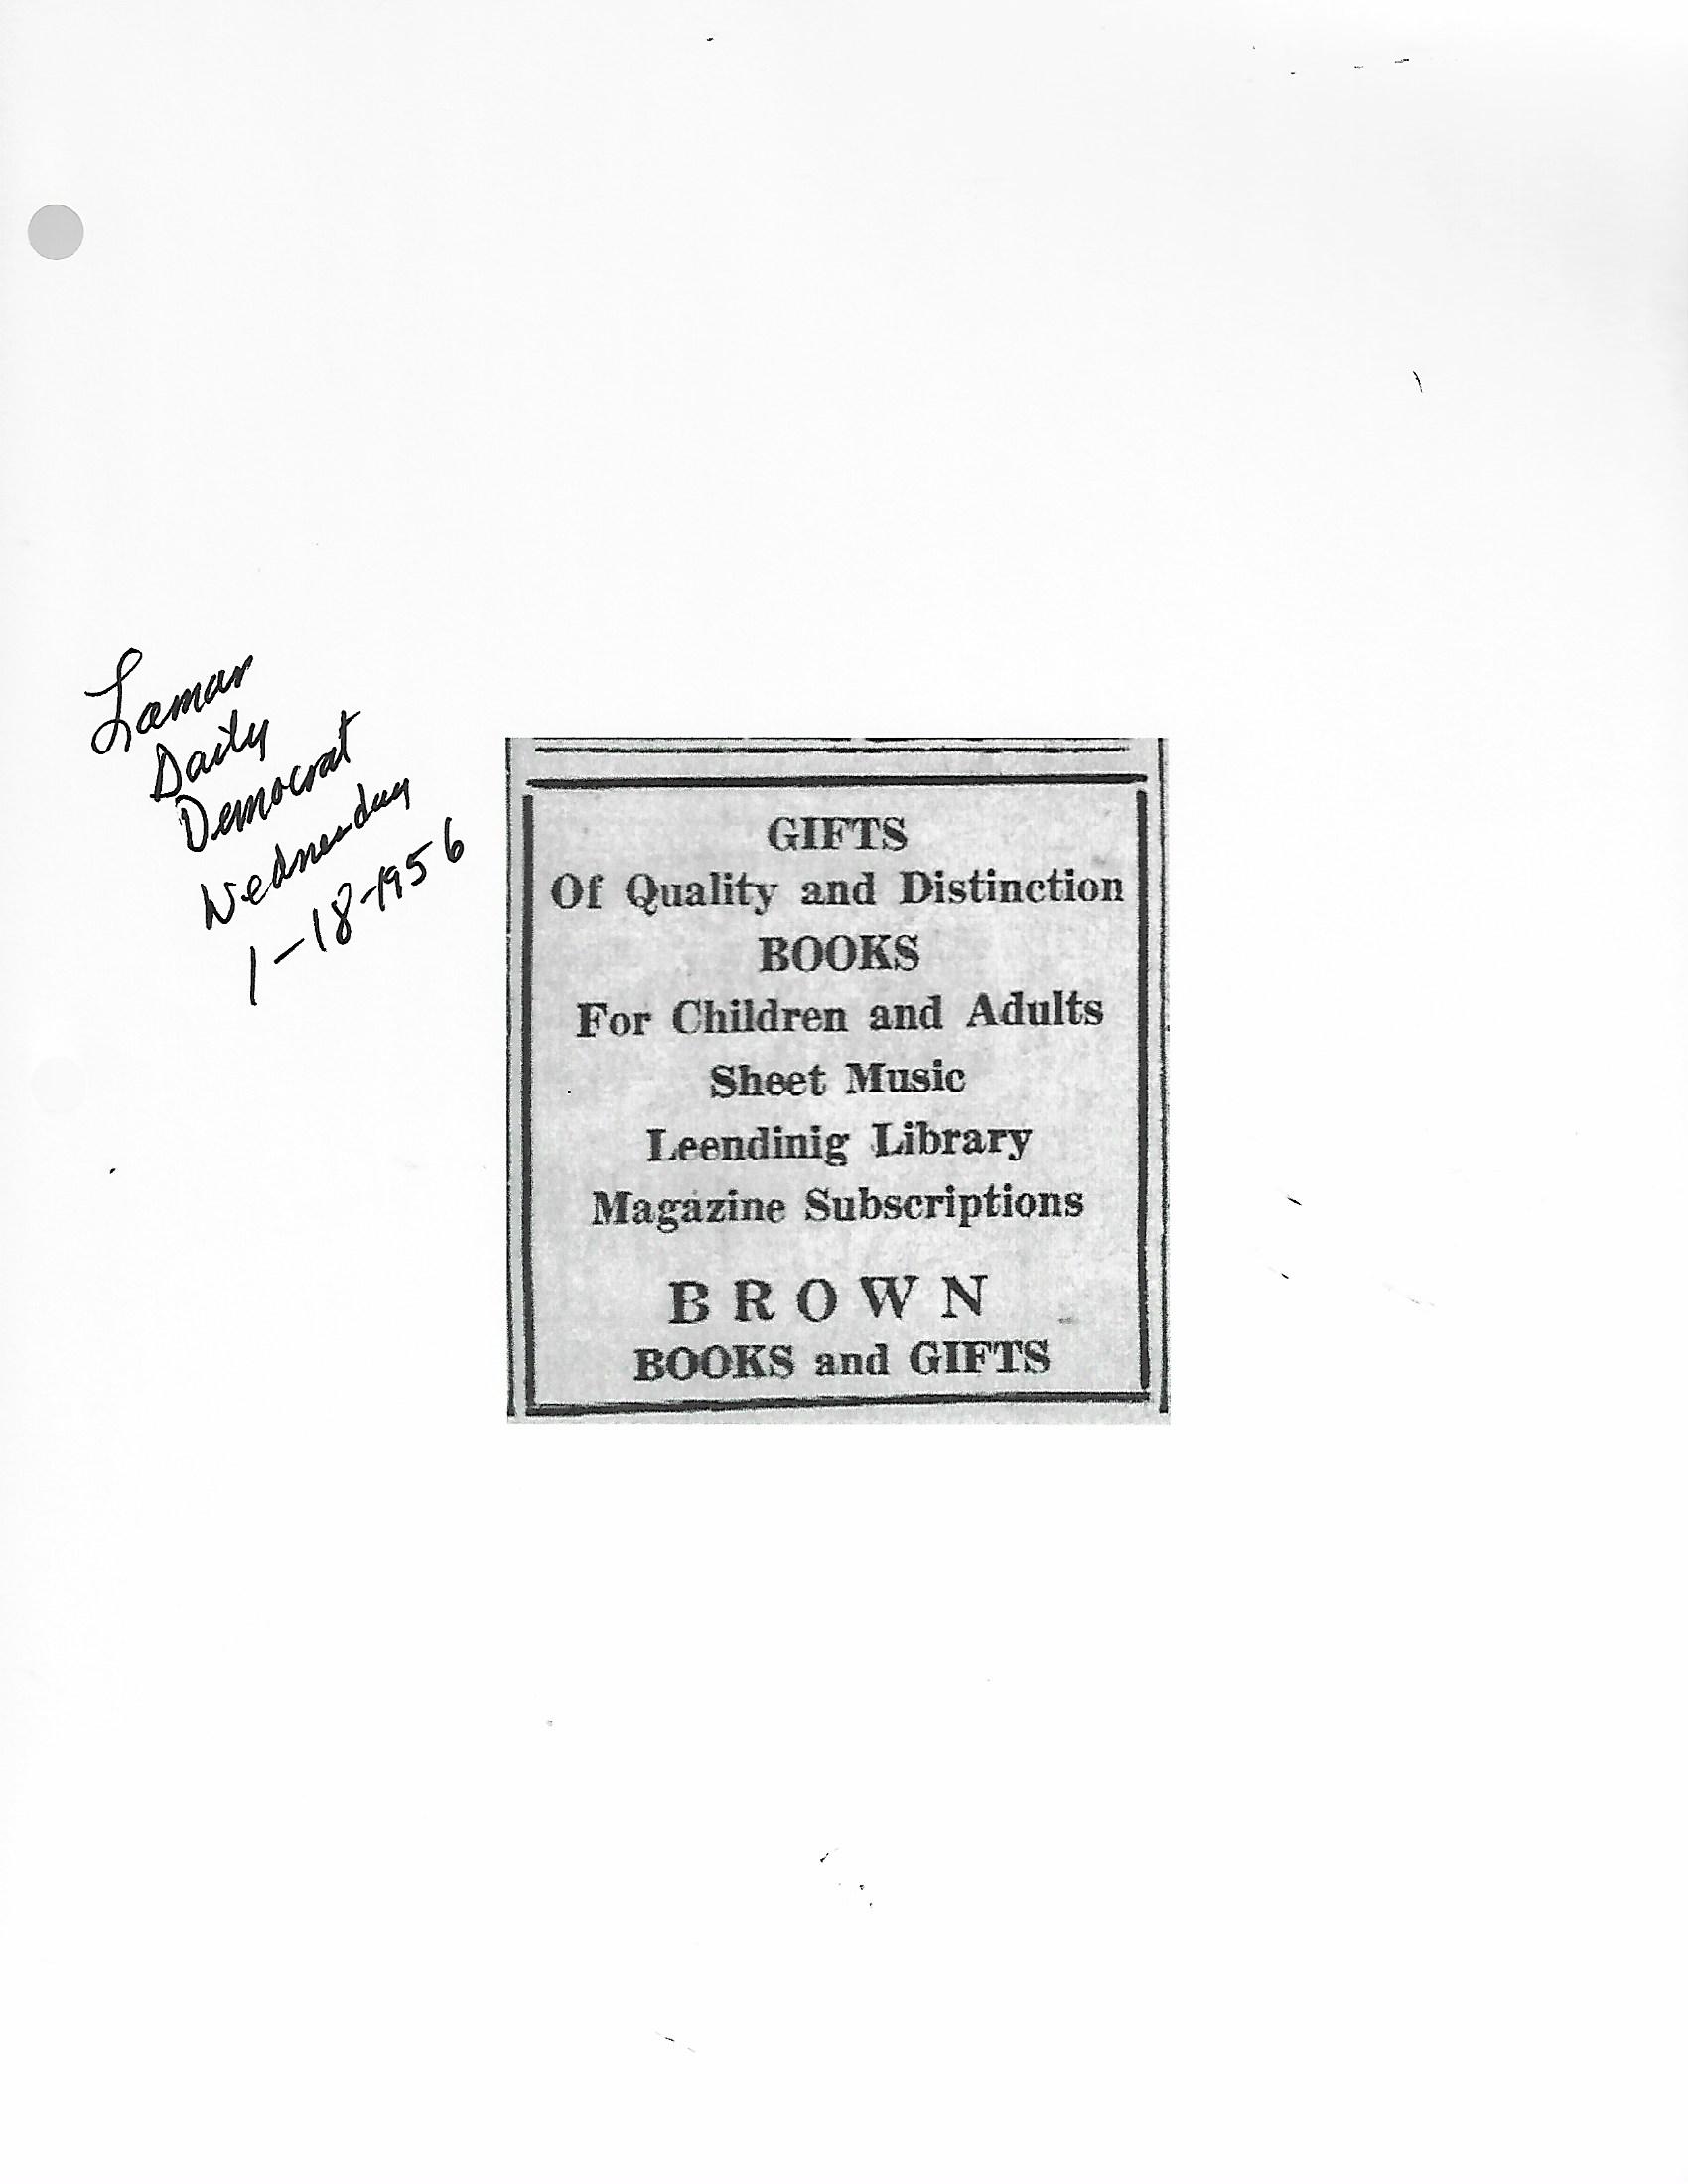 Lamar
Daily
Democrat
Wednesday
1-18-1956
GIFTS
Of Quality and Distinction
BOOKS
For Children and Adults
Sheet Music
Leendinig Library
Magazine Subscriptions
BROWN
BOOKS and GIFTS